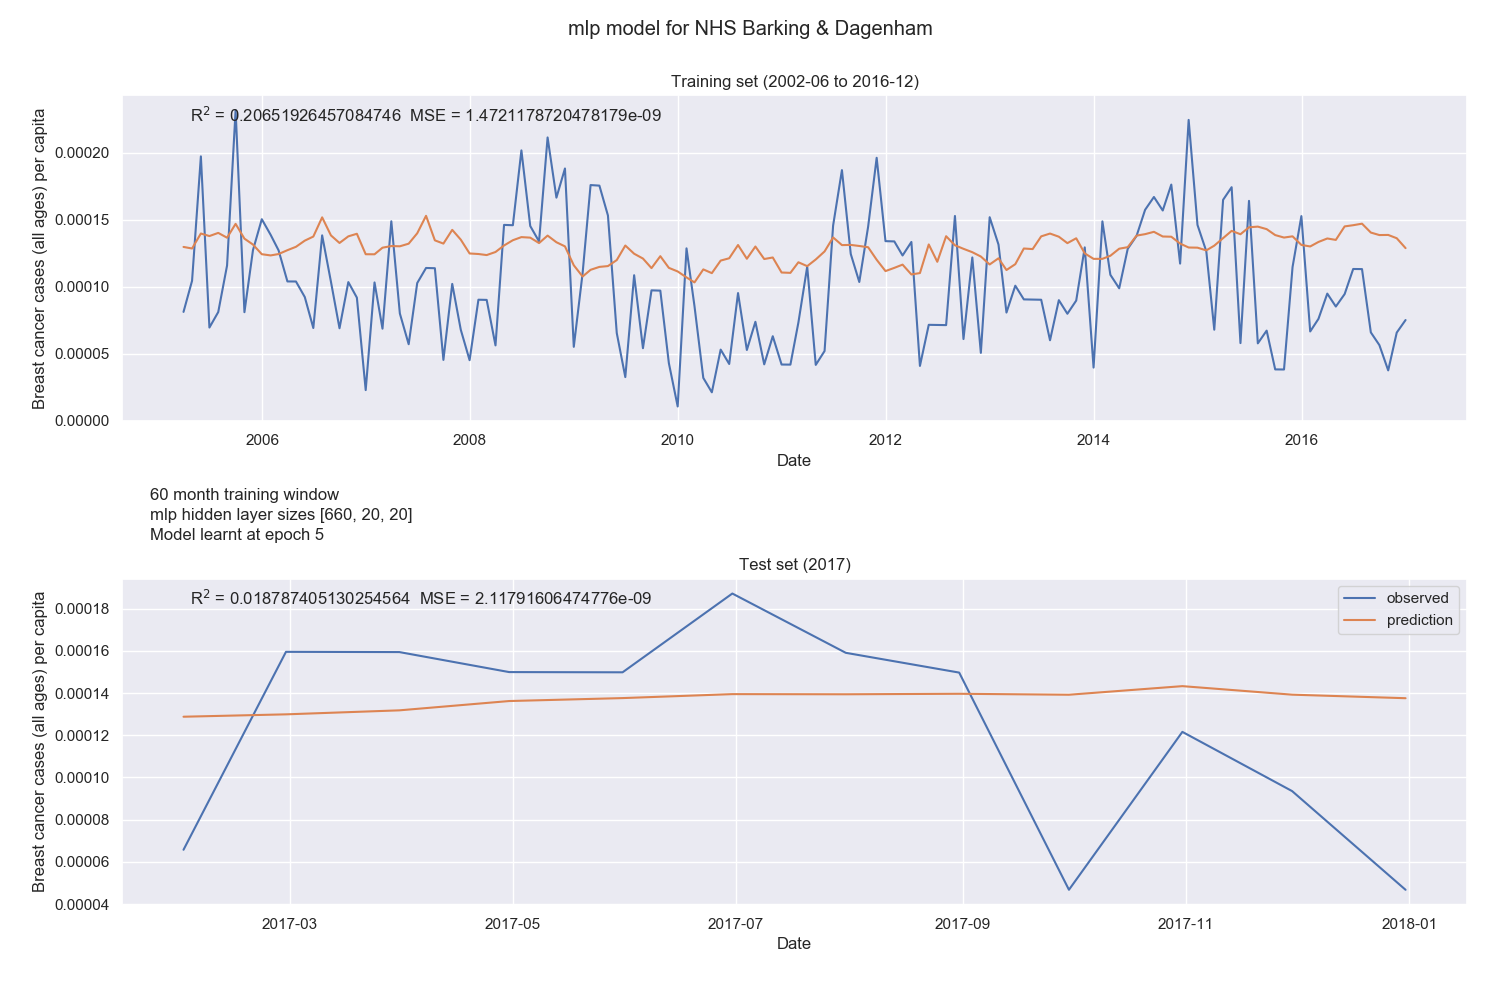 mlp model for NHS Barking & Dagenham
Training set (2002-06 to 2016-12)
R² = 0.20651926457084746 MSE = 1.4721178720478179e-09
Breast cancer cases (all ages) per capita
0.00020
0.00015
0.00010
0.00005
0.00000
2006 2008 2010 2012 2014 2016
Date
60 month training window
mlp hidden layer sizes [660, 20, 20]
Model learnt at epoch 5
Test set (2017)
R² = 0.018787405130254564 MSE = 2.11791606474776e-09
observed
prediction
Breast cancer cases (all ages) per capita
0.00018
0.00016
0.00014
0.00012
0.00010
0.00008
0.00006
0.00004
2017-03 2017-05 2017-07 2017-09 2017-11 2018-01
Date